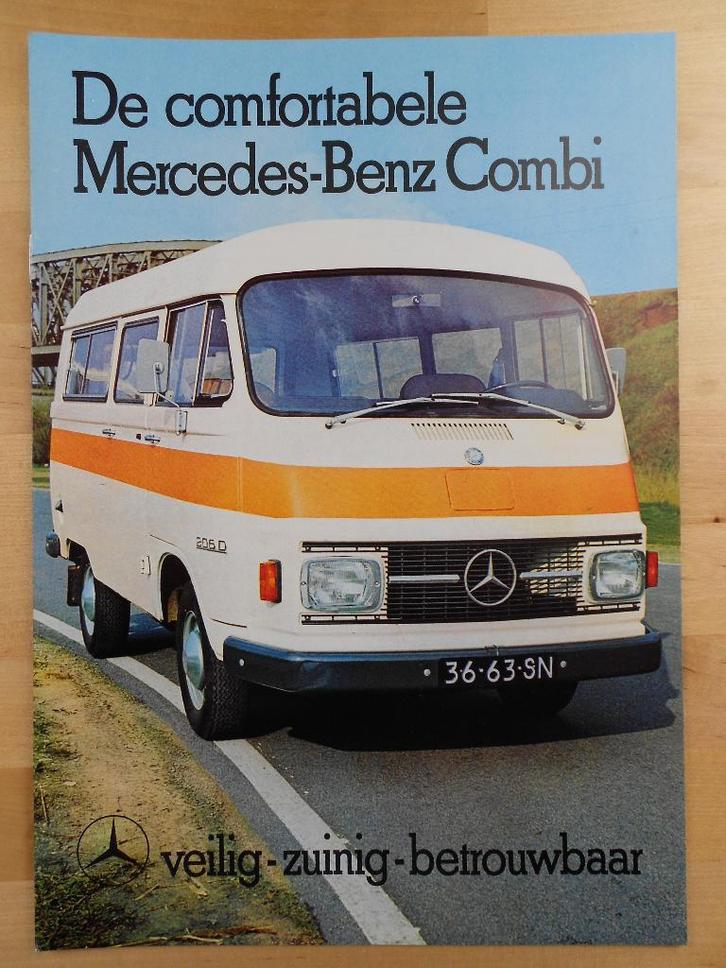 De comfortabele
Mercedes-Benz Combi
206 D
36-63-SN
veilig - zuinig - betrouwbaar